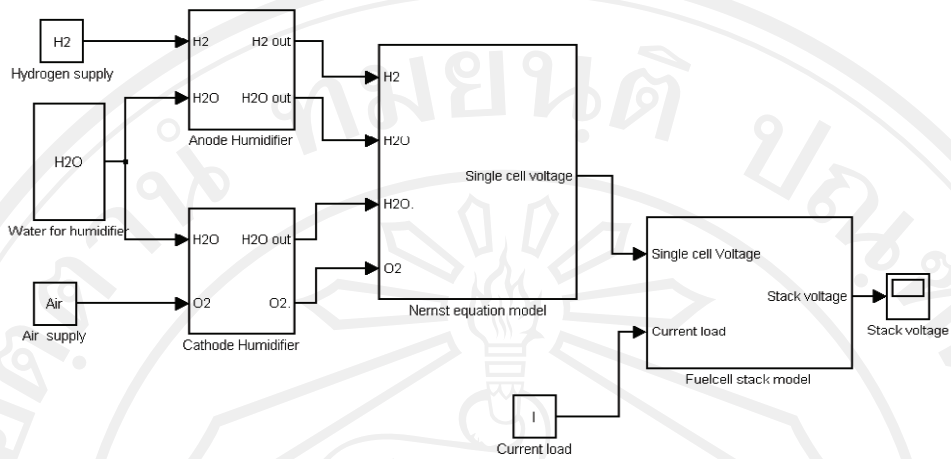 H2
Hydrogen supply
H2
H2 out
H2O
H2O out
Anode Humidifier
H2O
Water for humidifier
H2O
H2O out
O2
O2.
Cathode Humidifier
Air
Air supply
H2
H2O
H2O.
O2
Single cell voltage
Nernst equation model
Single cell Voltage
Current load
Stack voltage
Fuelcell stack model
Stack voltage
I
Current load